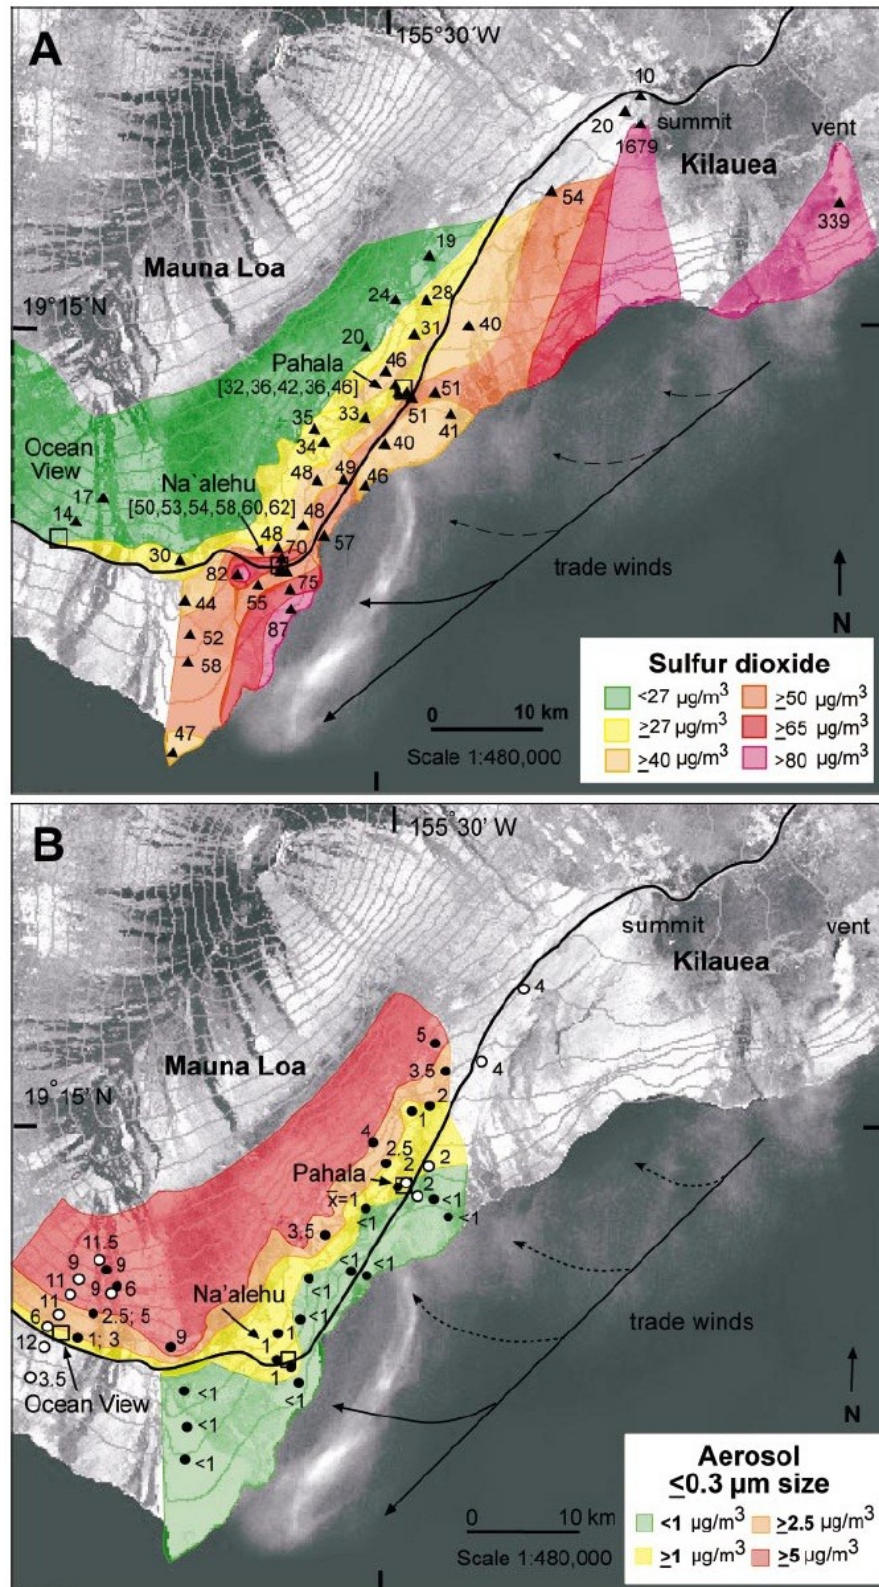 A
155°30´W
10
20
summit
vent
1679
Kilauea
54
339
19
Mauna Loa
24
28
19°15´N
31
40
20
Pahala
46
[32,36,42,36,46]
51
51
33
41
35
Ocean
View
34
40
Na`alehu
48
49
46
17
[50,53,54,58,60,62]
14
48
48
57
30
70
trade winds
82
75
55
44
87
N
52
58
47
0 10 km
Scale 1:480,000
Sulfur dioxide
<27 µg/m³ ≥50 µg/m³
≥27 µg/m³ ≥65 µg/m³
≥40 µg/m³ >80 µg/m³
B
155°30' W
summit
vent
Kilauea
4
5
Mauna Loa
3.5
4
19°15' N
2
1
4
2.5
2
Pahala
2
2
x̄=1
<1
<1
<1
3.5
11.5
9
<1
<1
11
9
6
Na'alehu
<1
11
2.5; 5
<1
6
1; 3
9
1
trade winds
12
1
1
3.5
<1
<1
Ocean View
<1
<1
N
0 10 km
Scale 1:480,000
Aerosol
≤0.3 µm size
<1 µg/m³ ≥2.5 µg/m³
≥1 µg/m³ ≥5 µg/m³